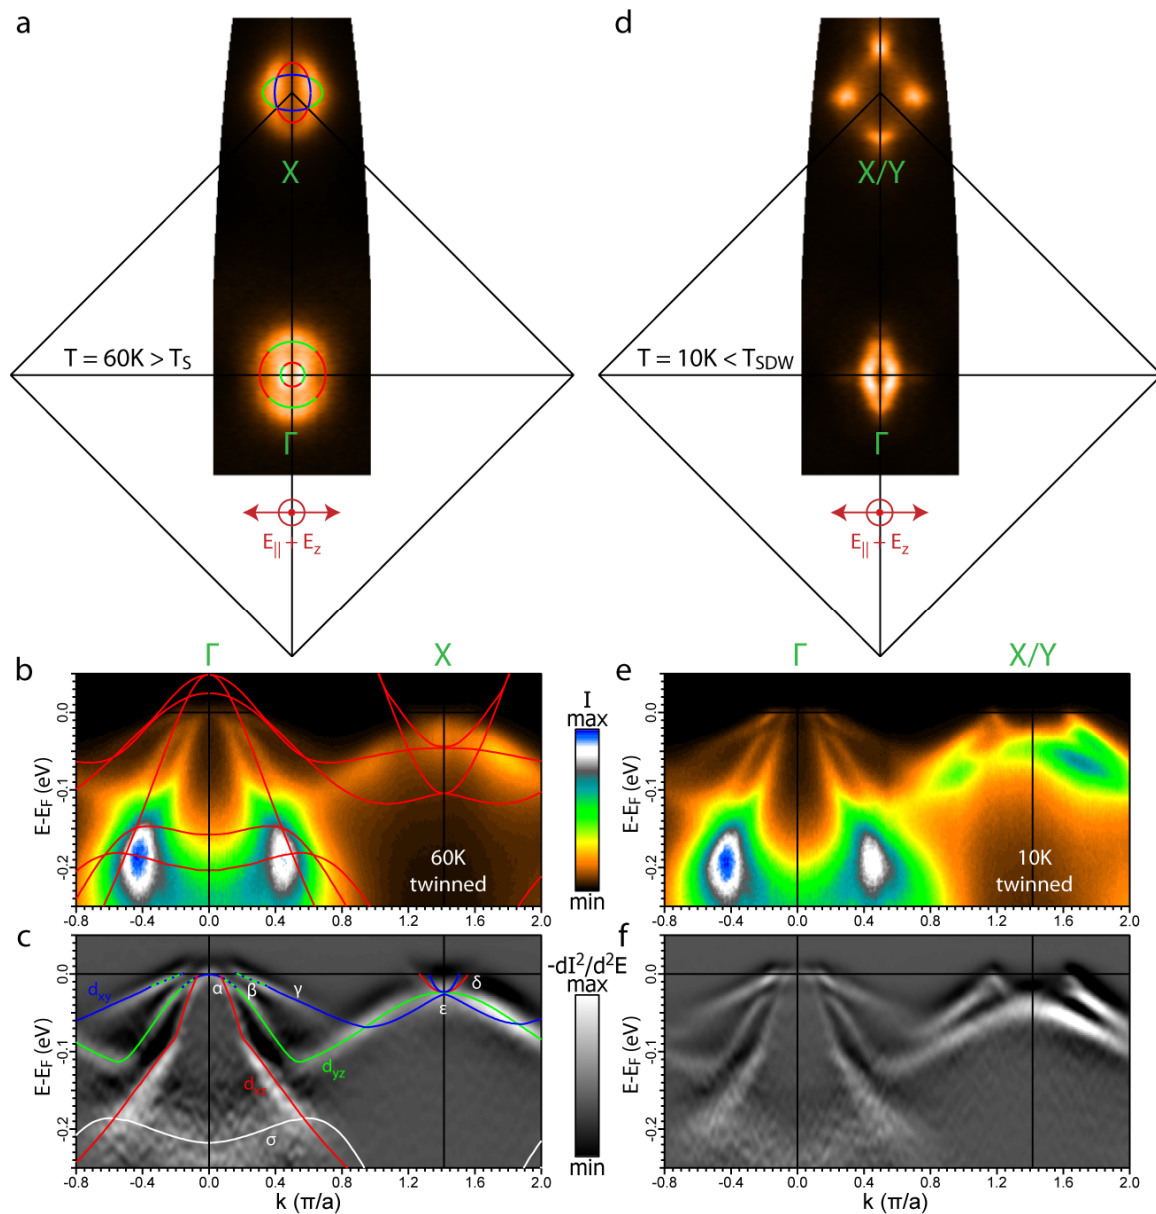 a
d
X
X/Y
T = 60K > TS
T = 10K < TSDW
Γ
Γ
E|| – Ez
E|| – Ez
Γ
X
Γ
X/Y
b
e
I
max
min
E-EF (eV)
0.0
-0.1
-0.2
60K
twinned
-0.8 -0.4 0.0 0.4 0.8 1.2 1.6 2.0
E-EF (eV)
0.0
-0.1
-0.2
10K
twinned
-0.8 -0.4 0.0 0.4 0.8 1.2 1.6 2.0
c
f
-dI²/d²E
max
min
E-EF (eV)
0.0
-0.1
-0.2
dxy
α
β
γ
δ
ε
dyz
dxz
σ
-0.8 -0.4 0.0 0.4 0.8 1.2 1.6 2.0
k (π/a)
E-EF (eV)
0.0
-0.1
-0.2
-0.8 -0.4 0.0 0.4 0.8 1.2 1.6 2.0
k (π/a)